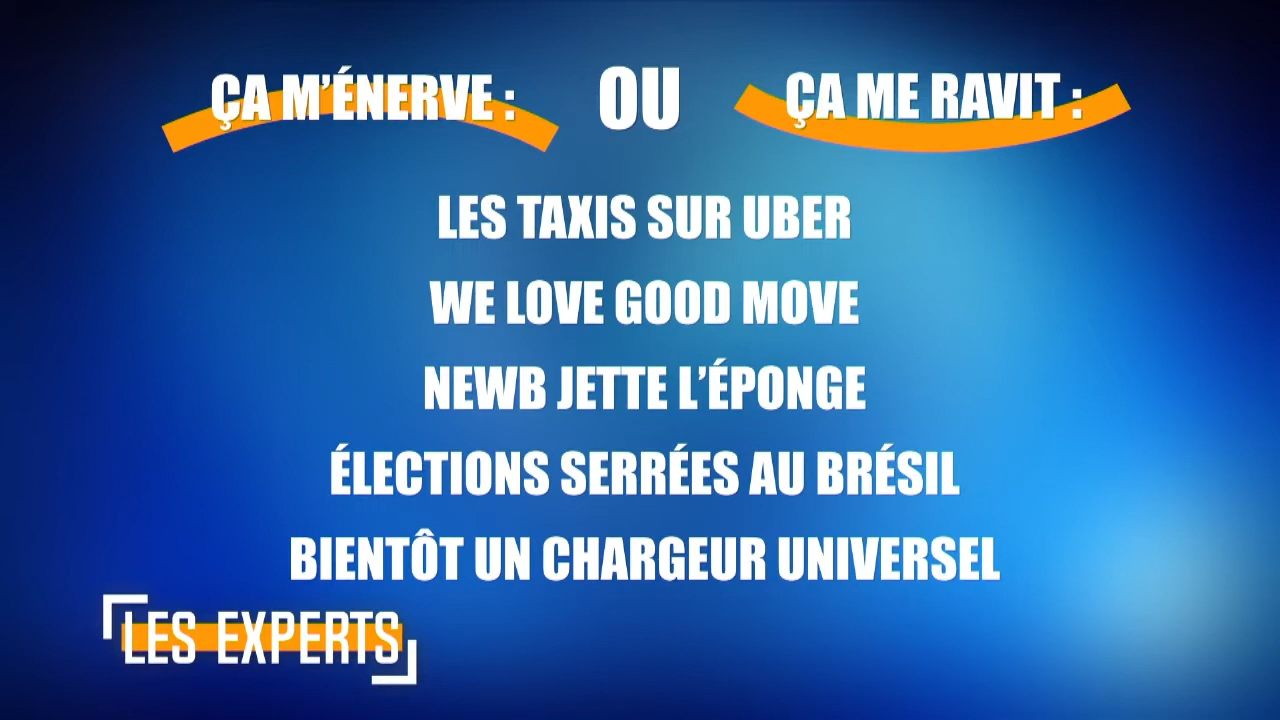 ÇA M'ÉNERVE : OU ÇA ME RAVIT :
LES TAXIS SUR UBER
WE LOVE GOOD MOVE
NEWB JETTE L'ÉPONGE
ÉLECTIONS SERRÉES AU BRÉSIL
BIENTÔT UN CHARGEUR UNIVERSEL
LES EXPERTS